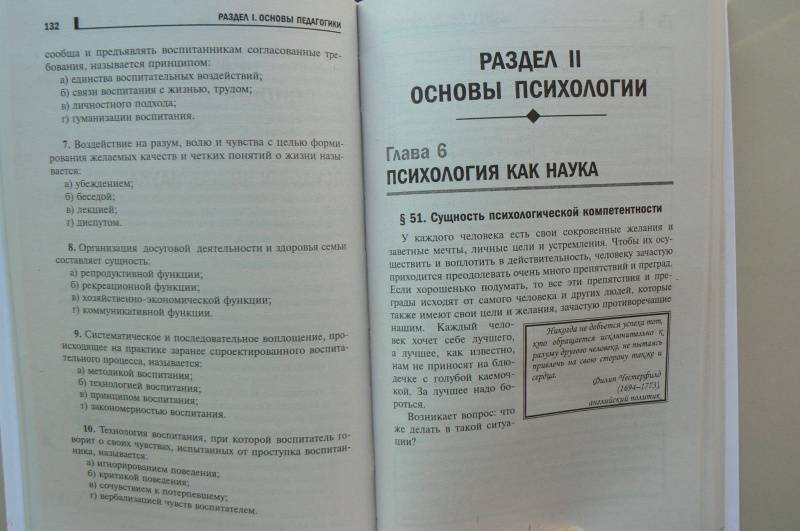 132
РАЗДЕЛ I. ОСНОВЫ ПЕДАГОГИКИ
сообща и предъявлять воспитанникам согласованные тре-
бования, называется принципом:
а) единства воспитательных воздействий;
б) связи воспитания с жизнью, трудом;
в) личностного подхода;
г) гуманизации воспитания.
7. Воздействие на разум, волю и чувства с целью форми-
рования желаемых качеств и четких понятий о жизни назы-
вается:
а) убеждением;
б) беседой;
в) лекцией;
г) диспутом.
8. Организация досуговой деятельности и здоровья семьи
составляет сущность:
а) репродуктивной функции;
б) рекреационной функции;
в) хозяйственно-экономической функции;
г) коммуникативной функции.
9. Систематическое и последовательное воплощение, про-
исходящее на практике заранее спроектированного воспита-
тельного процесса, называется:
а) методикой воспитания;
б) технологией воспитания;
в) принципом воспитания;
г) закономерностью воспитания.
10. Технология воспитания, при которой воспитатель го-
ворит о своих чувствах, испытанных от проступка воспитан-
ника, называется:
а) игнорированием поведения;
б) критикой поведения;
в) сочувствием к потерпевшему;
г) вербализацией чувств воспитателем.
РАЗДЕЛ II
ОСНОВЫ ПСИХОЛОГИИ
Глава 6
ПСИХОЛОГИЯ КАК НАУКА
§ 51. Сущность психологической компетентности
У каждого человека есть свои сокровенные желания и
заветные мечты, личные цели и устремления. Чтобы их осу-
ществить и воплотить в действительность, человеку зачастую
приходится преодолевать очень много препятствий и преград.
Если хорошенько подумать, то все эти препятствия и пре-
грады исходят от самого человека и других людей, которые
также имеют свои цели и желания, зачастую противоречащие
нашим. Каждый чело-
век хочет себе лучшего,
а лучшее, как известно,
нам не приносят на блю-
дечке с голубой каемоч-
кой. За лучшее надо бо-
роться.
Возникает вопрос: что
же делать в такой ситуа-
ции?
Никогда не добьется успеха тот,
кто обращается исключительно к
разуму другого человека, не пытаясь
привлечь на свою сторону также и
сердца.
Филип Честерфилд
(1694–1773),
английский политик